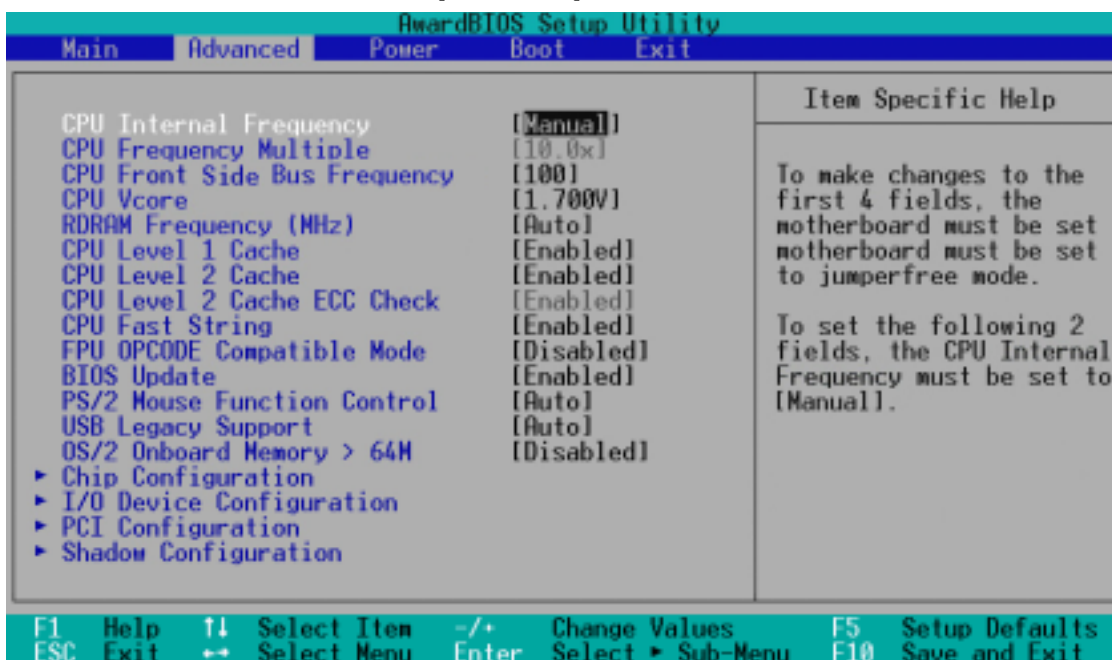 AwardBIOS Setup Utility
Main Advanced Power Boot Exit
CPU Internal Frequency [Manual]
CPU Frequency Multiple [10.0x]
CPU Front Side Bus Frequency [100]
CPU Vcore [1.700V]
RDRAM Frequency (MHz) [Auto]
CPU Level 1 Cache [Enabled]
CPU Level 2 Cache [Enabled]
CPU Level 2 Cache ECC Check [Enabled]
CPU Fast String [Enabled]
FPU OPCODE Compatible Mode [Disabled]
BIOS Update [Enabled]
PS/2 Mouse Function Control [Auto]
USB Legacy Support [Auto]
OS/2 Onboard Memory > 64M [Disabled]
► Chip Configuration
► I/O Device Configuration
► PCI Configuration
► Shadow Configuration
Item Specific Help
To make changes to the
first 4 fields, the
motherboard must be set
motherboard must be set
to jumperfree mode.
To set the following 2
fields, the CPU Internal
Frequency must be set to
[Manual].
F1 Help ↑↓ Select Item -/+ Change Values F5 Setup Defaults
ESC Exit ↔ Select Menu Enter Select ► Sub-Menu F10 Save and Exit